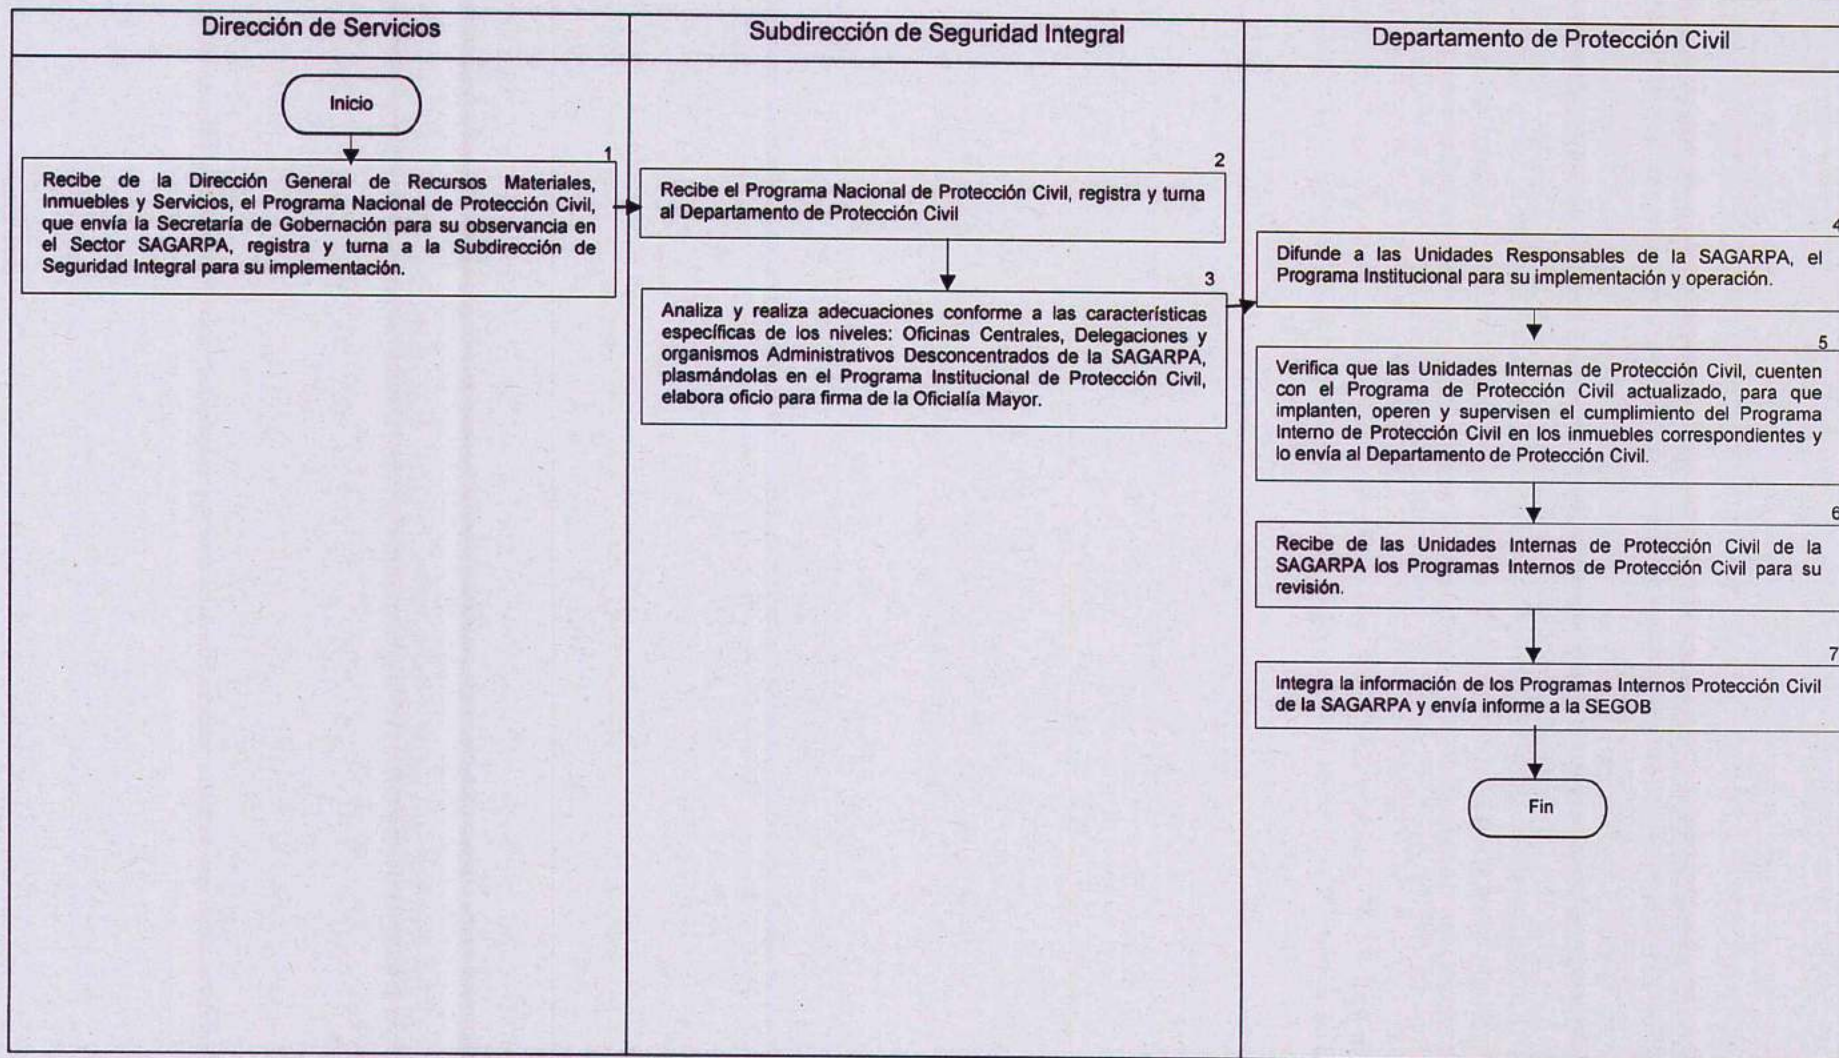 Dirección de Servicios
Subdirección de Seguridad Integral
Departamento de Protección Civil
Inicio
1
Recibe de la Dirección General de Recursos Materiales,
Inmuebles y Servicios, el Programa Nacional de Protección Civil,
que envía la Secretaría de Gobernación para su observancia en
el Sector SAGARPA, registra y turna a la Subdirección de
Seguridad Integral para su implementación.
2
Recibe el Programa Nacional de Protección Civil, registra y turna
al Departamento de Protección Civil
3
Analiza y realiza adecuaciones conforme a las características
específicas de los niveles: Oficinas Centrales, Delegaciones y
organismos Administrativos Desconcentrados de la SAGARPA,
plasmándolas en el Programa Institucional de Protección Civil,
elabora oficio para firma de la Oficialía Mayor.
4
Difunde a las Unidades Responsables de la SAGARPA, el
Programa Institucional para su implementación y operación.
5
Verifica que las Unidades Internas de Protección Civil, cuenten
con el Programa de Protección Civil actualizado, para que
implanten, operen y supervisen el cumplimiento del Programa
Interno de Protección Civil en los inmuebles correspondientes y
lo envía al Departamento de Protección Civil.
6
Recibe de las Unidades Internas de Protección Civil de la
SAGARPA los Programas Internos de Protección Civil para su
revisión.
7
Integra la información de los Programas Internos Protección Civil
de la SAGARPA y envía informe a la SEGOB
Fin